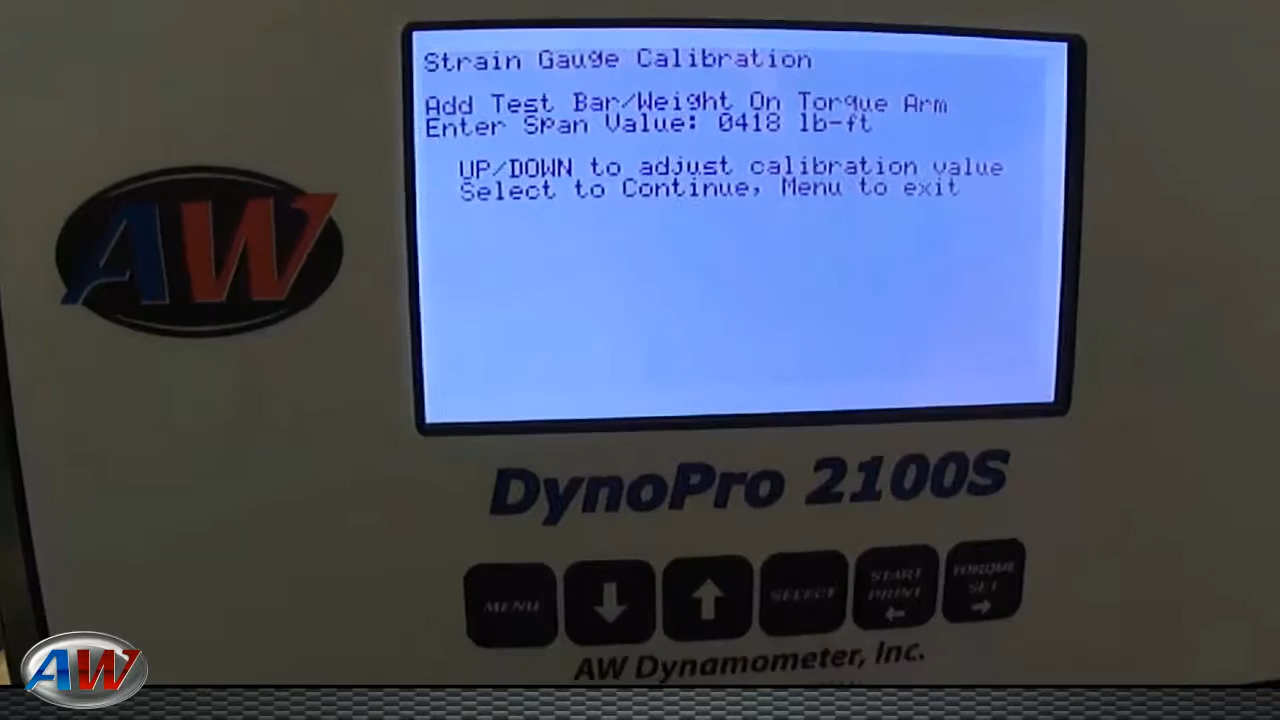 Strain Gauge Calibration
Add Test Bar/Weight On Torque Arm
Enter Span Value: 0418 lb-ft
UP/DOWN to adjust calibration value
Select to Continue, Menu to exit
AW
DynoPro 2100S
MENU
SELECT
START
PRINT
TORQUE
SET
AW Dynamometer, Inc.
AW